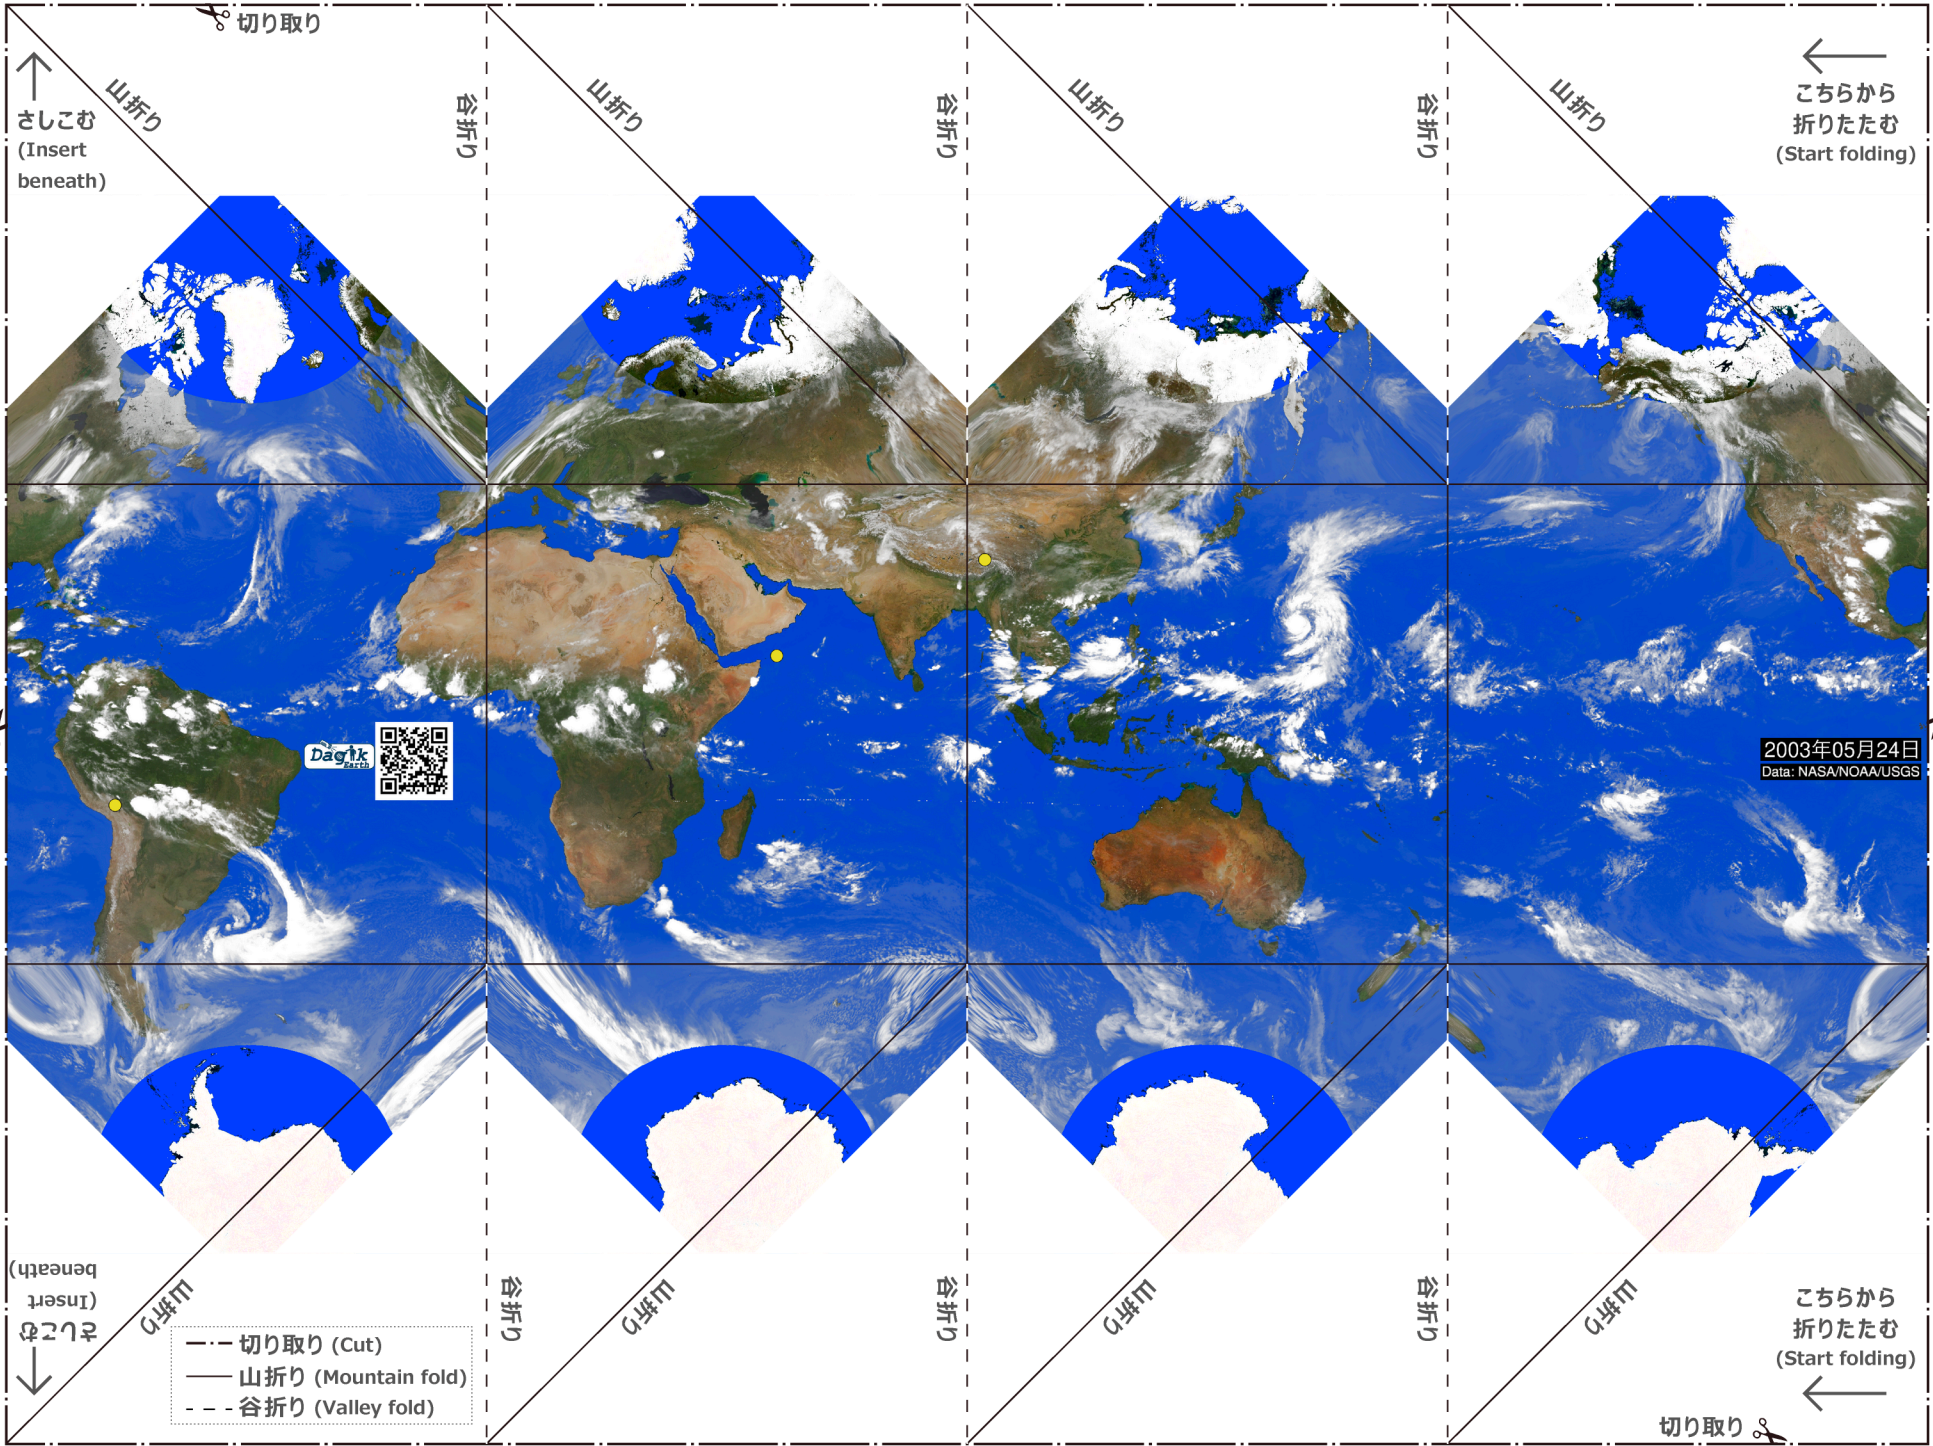 切り取り
山折り
谷折り
山折り
谷折り
山折り
谷折り
山折り
さしこむ
(Insert
beneath)
こちらから
折りたたむ
(Start folding)
Dagik
Earth
2003年05月24日
Data: NASA/NOAA/USGS
さしこむ
(Insert
beneath)
山折り
谷折り
山折り
谷折り
山折り
谷折り
山折り
こちらから
折りたたむ
(Start folding)
切り取り (Cut)
山折り (Mountain fold)
谷折り (Valley fold)
切り取り